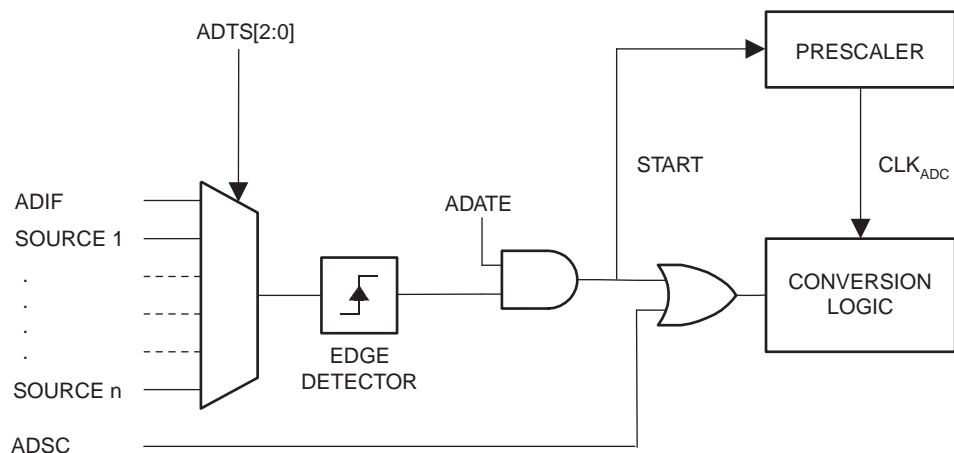 ADTS[2:0]
PRESCALER
START
CLKADC
ADIF
ADATE
SOURCE 1
.
.
.
.
CONVERSION
LOGIC
EDGE
DETECTOR
SOURCE n
ADSC